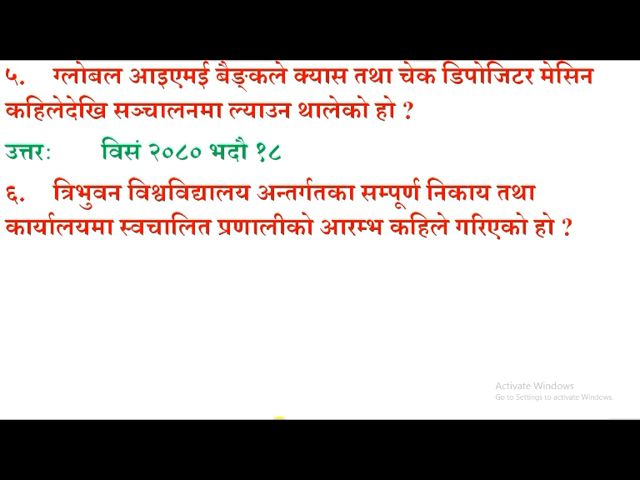 ५. ग्लोबल आइएमई बैङ्कले क्यास तथा चेक डिपोजिटर मेसिन
कहिलेदेखि सञ्चालनमा ल्याउन थालेको हो ?
उत्तरः विसं २०८० भदौ १८
६. त्रिभुवन विश्वविद्यालय अन्तर्गतका सम्पूर्ण निकाय तथा
कार्यालयमा स्वचालित प्रणालीको आरम्भ कहिले गरिएको हो ?
Activate Windows
Go to Settings to activate Windows.